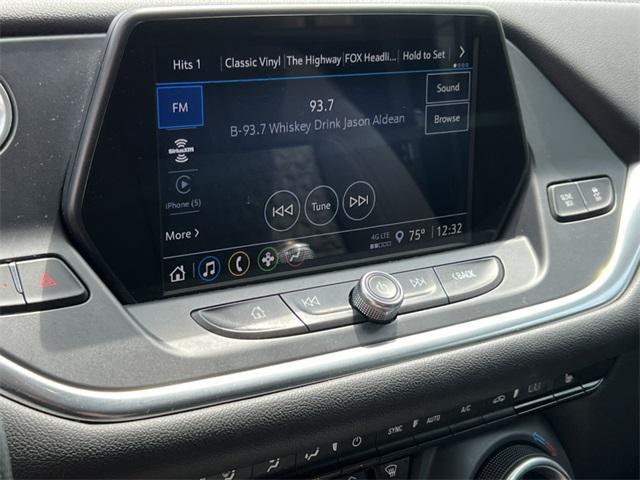 Hits 1 Classic Vinyl The Highway FOX Headli... Hold to Set
FM
93.7
Sound
B-93.7 Whiskey Drink Jason Aldean
Browse
SiriusXM
iPhone (5)
Tune
More
4G LTE
75° 12:32
BACK
SYNC AUTO A/C